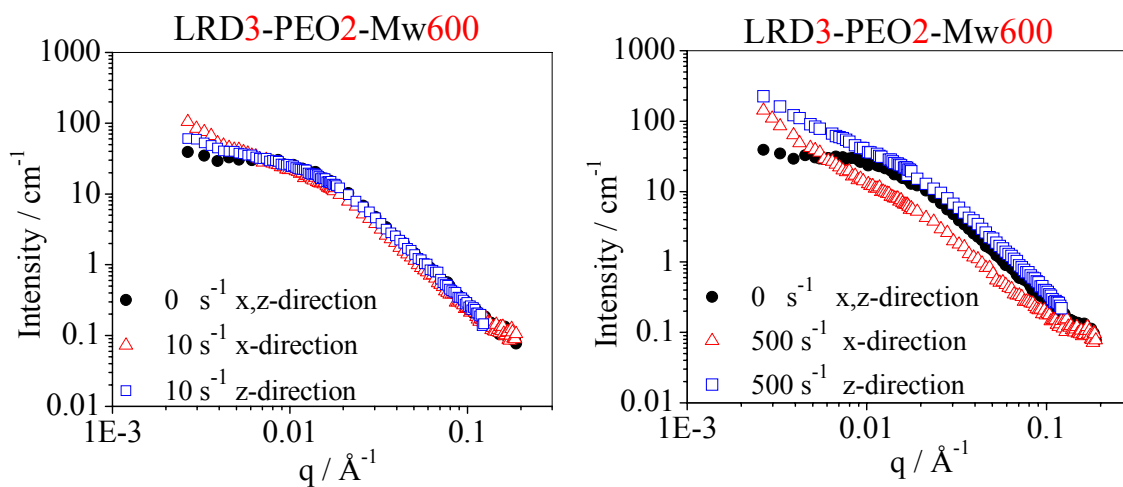 LRD3-PEO2-Mw600
1000
100
10
1
0.1
0.01
Intensity / cm⁻¹
0 s⁻¹ x,z-direction
10 s⁻¹ x-direction
10 s⁻¹ z-direction
1E-3
0.01
0.1
q / Å⁻¹
LRD3-PEO2-Mw600
1000
100
10
1
0.1
0.01
Intensity / cm⁻¹
0 s⁻¹ x,z-direction
500 s⁻¹ x-direction
500 s⁻¹ z-direction
1E-3
0.01
0.1
q / Å⁻¹